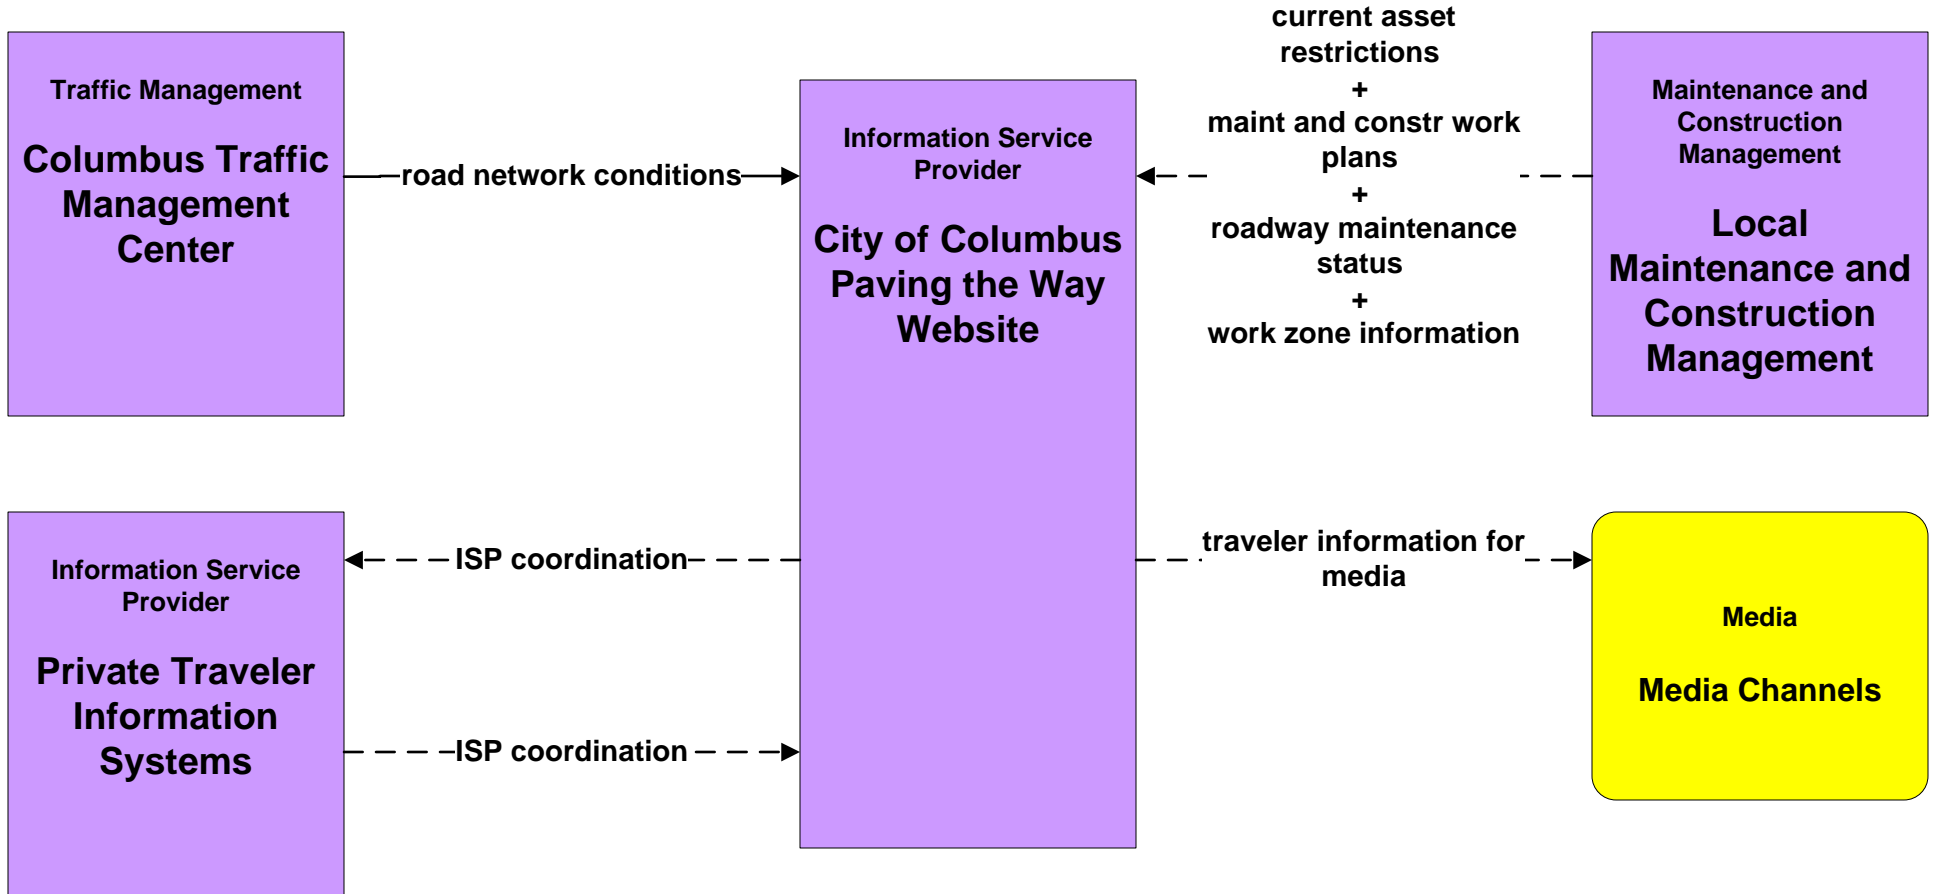 Traffic Management
Columbus Traffic
Management
Center
road network conditions
Information Service
Provider
City of Columbus
Paving the Way
Website
current asset
restrictions
+
maint and constr work
plans
+
roadway maintenance
status
+
work zone information
Maintenance and
Construction
Management
Local
Maintenance and
Construction
Management
Information Service
Provider
Private Traveler
Information
Systems
ISP coordination
ISP coordination
traveler information for
media
Media
Media Channels